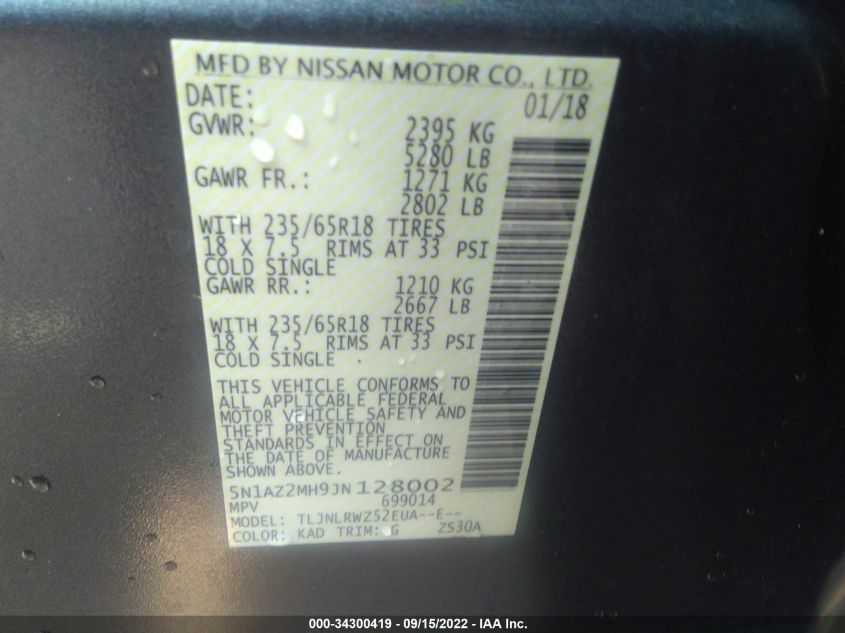 MFD BY NISSAN MOTOR CO., LTD.
DATE: 01/18
GVWR: 2395 KG
5280 LB
GAWR FR.: 1271 KG
2802 LB
WITH 235/65R18 TIRES
18 X 7.5 RIMS AT 33 PSI
COLD SINGLE
GAWR RR.: 1210 KG
2667 LB
WITH 235/65R18 TIRES
18 X 7.5 RIMS AT 33 PSI
COLD SINGLE
THIS VEHICLE CONFORMS TO
ALL APPLICABLE FEDERAL
MOTOR VEHICLE SAFETY AND
THEFT PREVENTION
STANDARDS IN EFFECT ON
THE DATE OF MANUFACTURE
SHOWN ABOVE.
5N1AZ2MH9JN128002
MPV 699014
MODEL: TLJNLRWZ52EUA--E--
COLOR: KAD TRIM: G Z530A
000-34300419 - 09/15/2022 - IAA Inc.